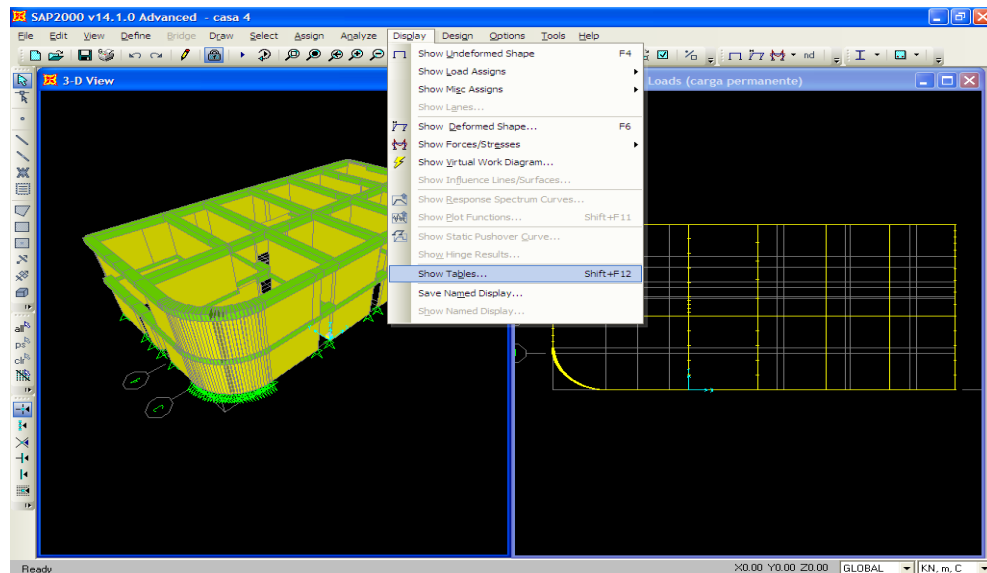 SAP2000 v14.1.0 Advanced - casa 4
File Edit View Define Bridge Draw Select Assign Analyze Display Design Options Tools Help
nd
3-D View
Loads (carga permanente)
Show Undeformed Shape F4
Show Load Assigns
Show Misc Assigns
Show Lanes...
Show Deformed Shape... F6
Show Forces/Stresses
Show Virtual Work Diagram...
Show Influence Lines/Surfaces...
Show Response Spectrum Curves...
Show Plot Functions... Shift+F11
Show Static Pushover Curve...
Show Hinge Results...
Show Tables... Shift+F12
Save Named Display...
Show Named Display...
all
ps
clr
Ready
X0.00 Y0.00 Z0.00 GLOBAL KN, m, C